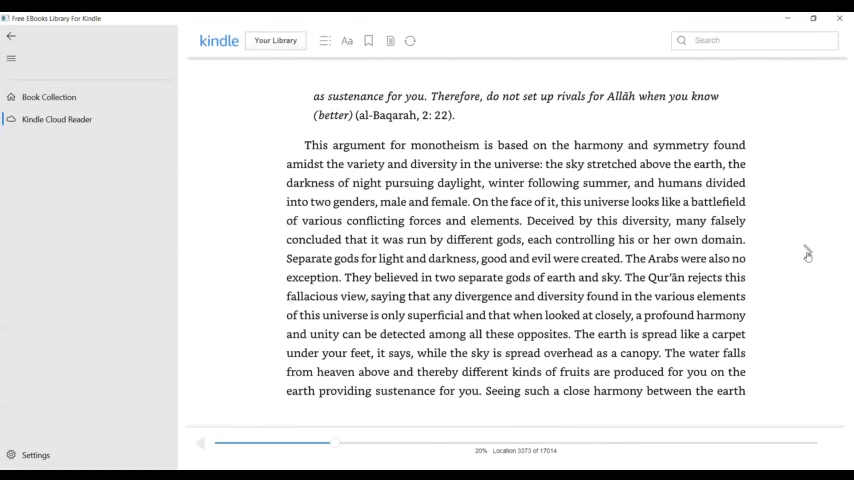 Free EBooks Library For Kindle
kindle
Your Library
Aa
Search
Book Collection
Kindle Cloud Reader
as sustenance for you. Therefore, do not set up rivals for Allāh when you know
(better) (al-Baqarah, 2: 22).
This argument for monotheism is based on the harmony and symmetry found
amidst the variety and diversity in the universe: the sky stretched above the earth, the
darkness of night pursuing daylight, winter following summer, and humans divided
into two genders, male and female. On the face of it, this universe looks like a battlefield
of various conflicting forces and elements. Deceived by this diversity, many falsely
concluded that it was run by different gods, each controlling his or her own domain.
Separate gods for light and darkness, good and evil were created. The Arabs were also no
exception. They believed in two separate gods of earth and sky. The Qur’ān rejects this
fallacious view, saying that any divergence and diversity found in the various elements
of this universe is only superficial and that when looked at closely, a profound harmony
and unity can be detected among all these opposites. The earth is spread like a carpet
under your feet, it says, while the sky is spread overhead as a canopy. The water falls
from heaven above and thereby different kinds of fruits are produced for you on the
earth providing sustenance for you. Seeing such a close harmony between the earth
20% Location 3373 of 17014
Settings